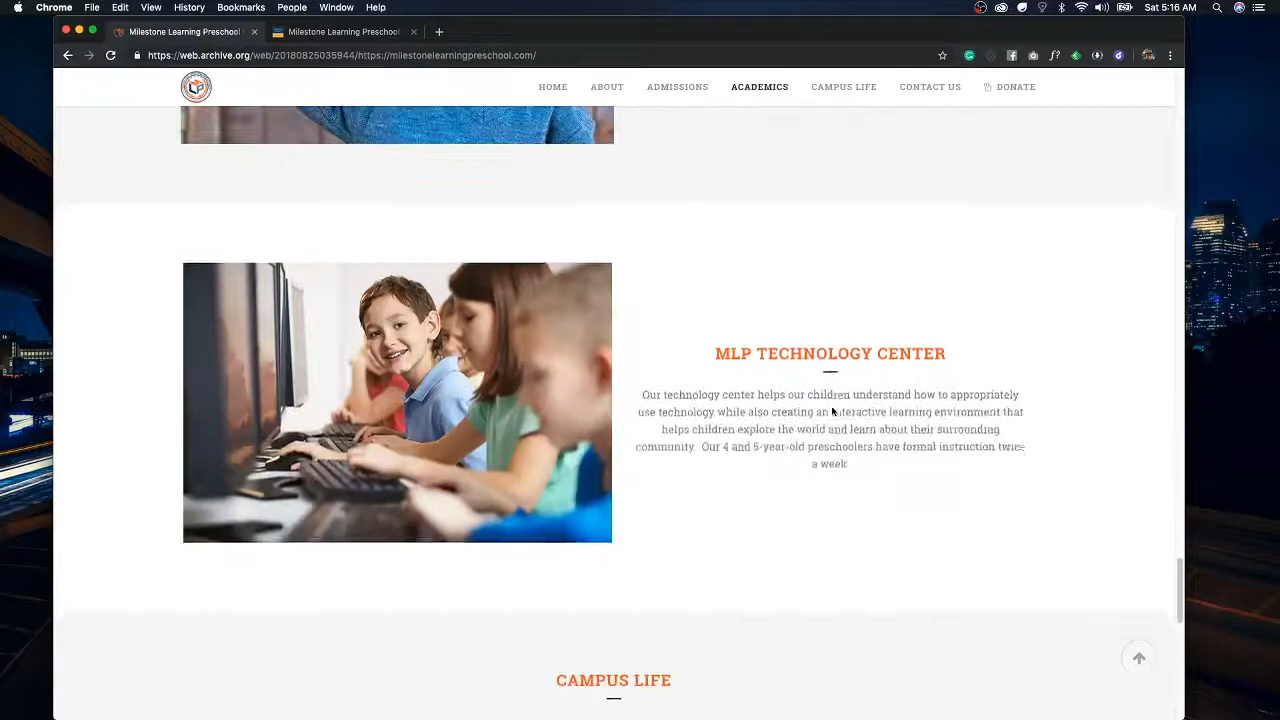 Chrome File Edit View History Bookmarks People Window Help
Sat 5:16 AM
Milestone Learning Preschool
Milestone Learning Preschool
https://web.archive.org/web/20180825035944/https://milestonelearningpreschool.com/
HOME ABOUT ADMISSIONS ACADEMICS CAMPUS LIFE CONTACT US DONATE
MLP TECHNOLOGY CENTER
Our technology center helps our children understand how to appropriately
use technology while also creating an interactive learning environment that
helps children explore the world and learn about their surrounding
community. Our 4 and 5-year-old preschoolers have formal instruction twice
a week
CAMPUS LIFE